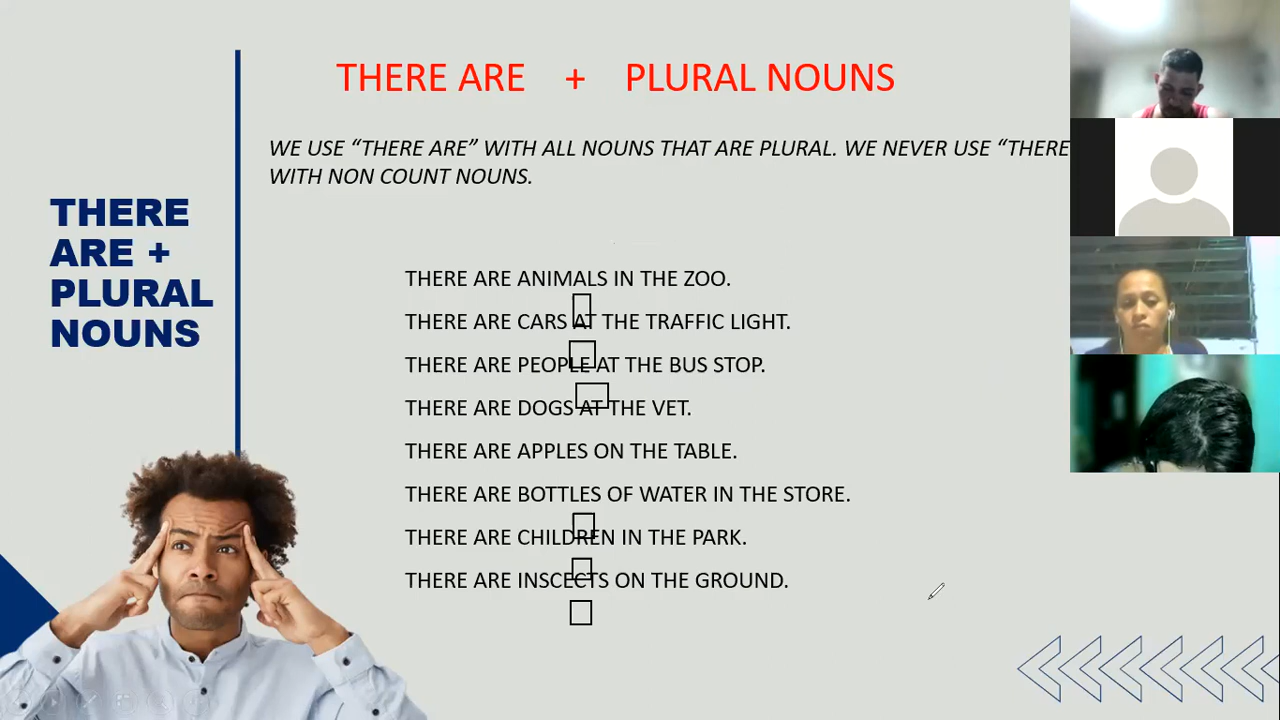 THERE ARE + PLURAL NOUNS
WE USE “THERE ARE” WITH ALL NOUNS THAT ARE PLURAL. WE NEVER USE “THERE
WITH NON COUNT NOUNS.
THERE
ARE +
PLURAL
NOUNS
THERE ARE ANIMALS IN THE ZOO.
THERE ARE CARS AT THE TRAFFIC LIGHT.
THERE ARE PEOPLE AT THE BUS STOP.
THERE ARE DOGS AT THE VET.
THERE ARE APPLES ON THE TABLE.
THERE ARE BOTTLES OF WATER IN THE STORE.
THERE ARE CHILDREN IN THE PARK.
THERE ARE INSCECTS ON THE GROUND.